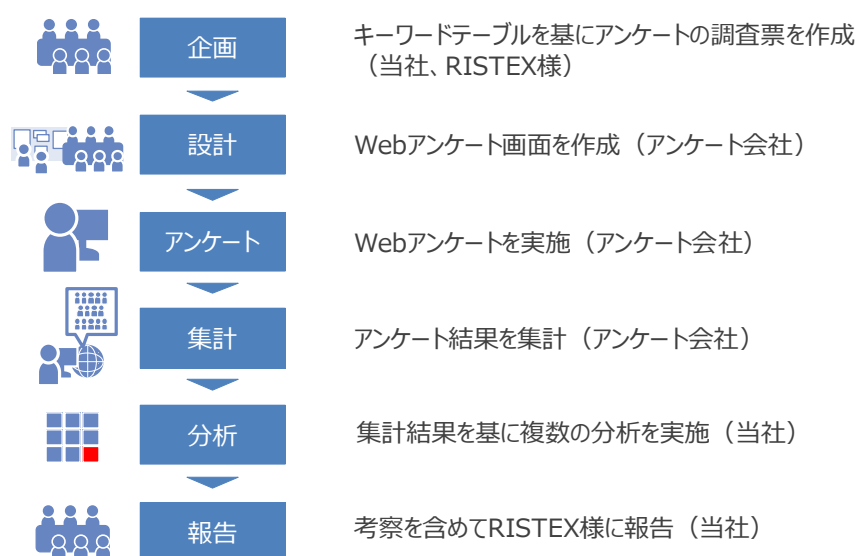 企画
キーワードテーブルを基にアンケートの調査票を作成
（当社、RISTEX様）
設計
Webアンケート画面を作成（アンケート会社）
アンケート
Webアンケートを実施（アンケート会社）
集計
アンケート結果を集計（アンケート会社）
分析
集計結果を基に複数の分析を実施（当社）
報告
考察を含めてRISTEX様に報告（当社）